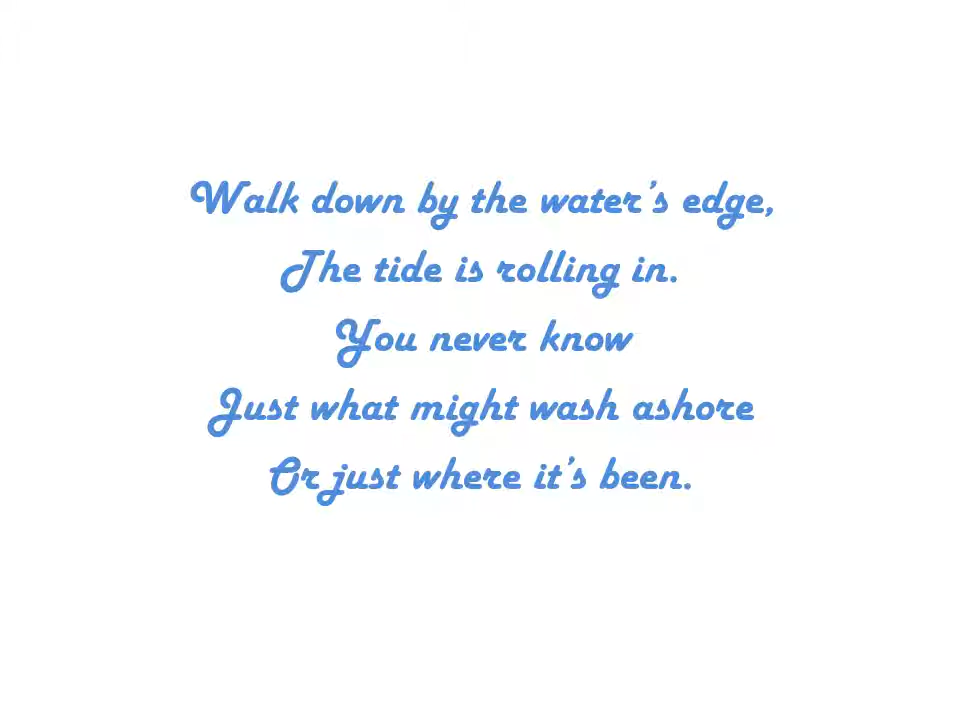 Walk down by the water’s edge,
The tide is rolling in.
You never know
Just what might wash ashore
Or just where it’s been.